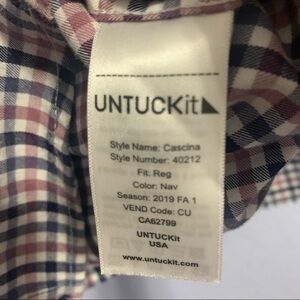 UNTUCKit
Style Name: Cascina
Style Number: 40212
Fit: Reg
Color: Nav
Season: 2019 FA 1
VEND Code: CU
CA62799
UNTUCKit
USA
www.untuckit.com